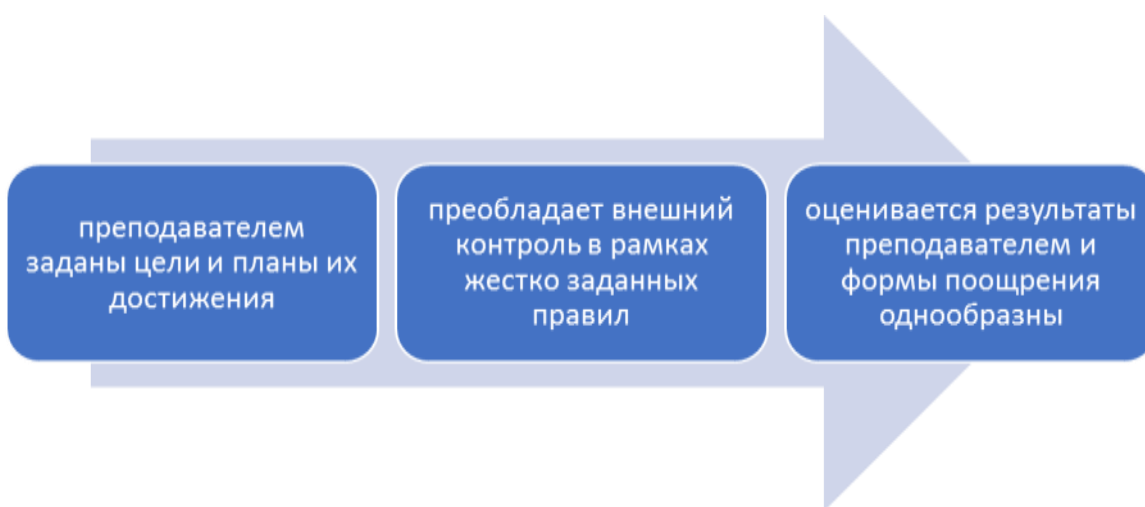 преподавателем
заданы цели и планы их
достижения
преобладает внешний
контроль в рамках
жестко заданных
правил
оценивается результаты
преподавателем и
формы поощрения
однообразны